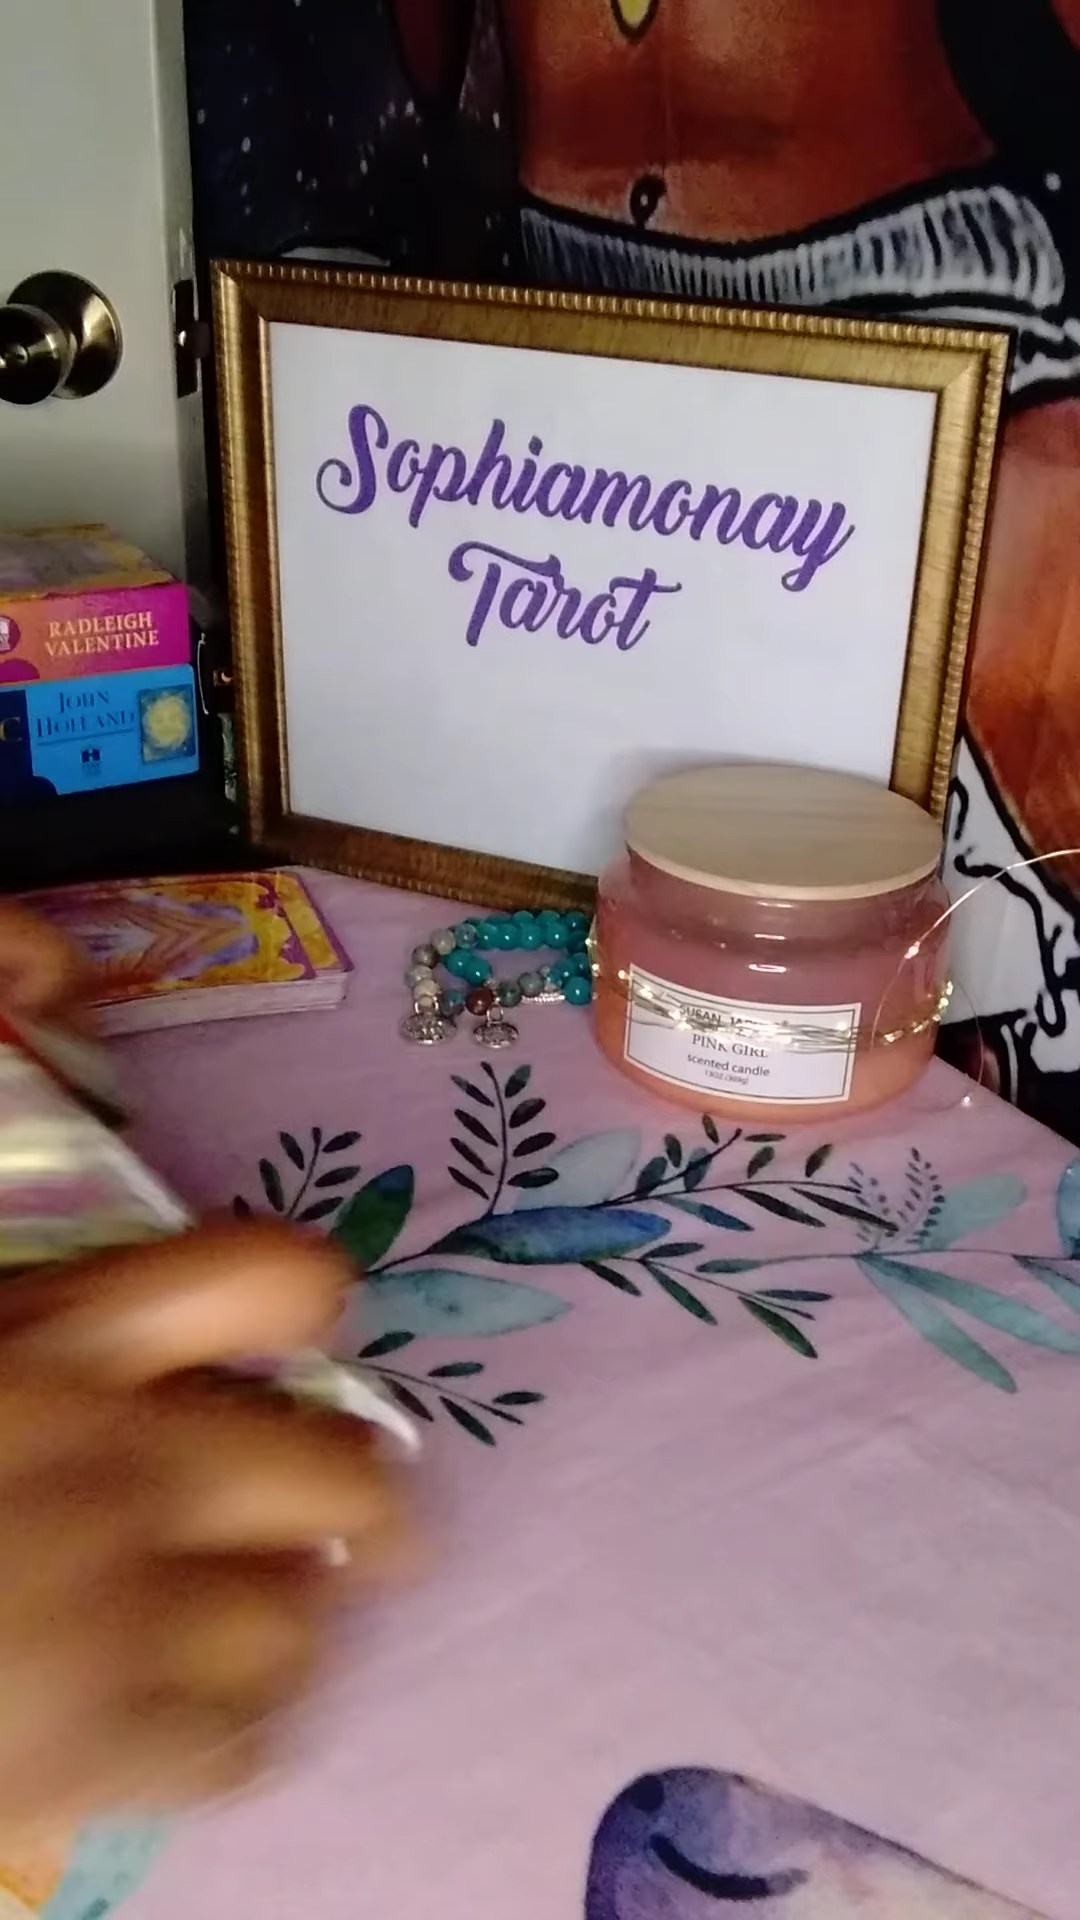 Sophiamonay
Tarot
RADLEIGH
VALENTINE
JOHN
HOLLAND
PINK GIRL
scented candle